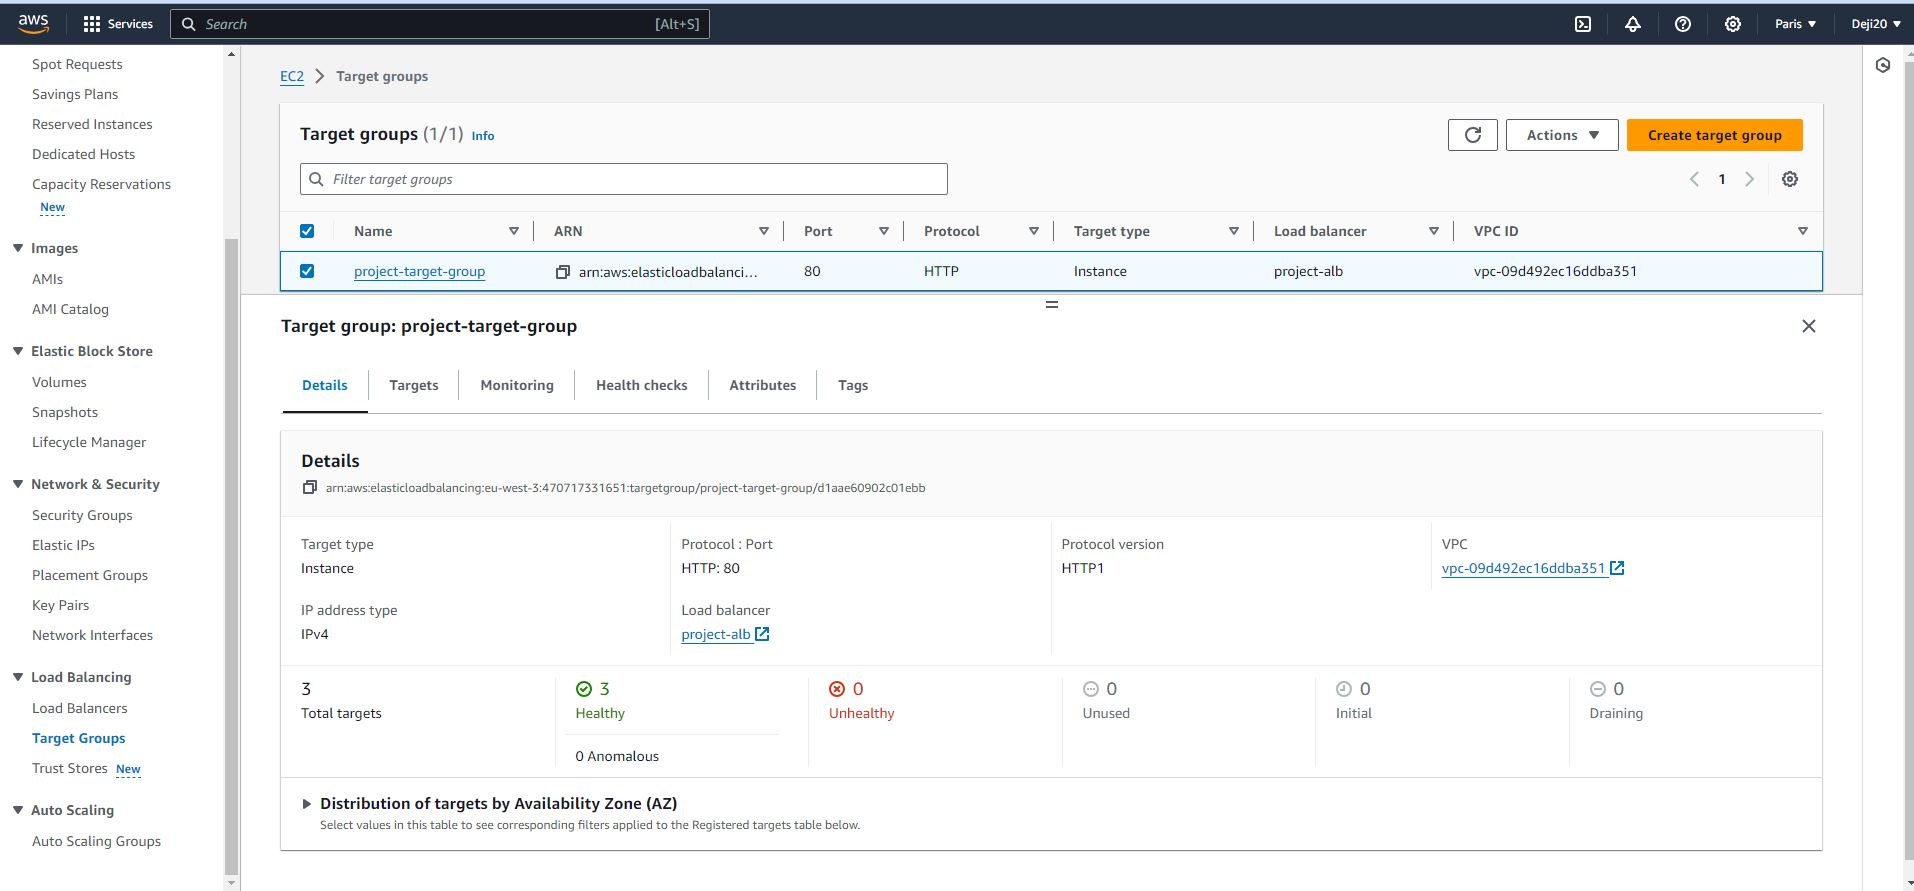 aws
Services
Search
[Alt+S]
Paris
Deji20
Spot Requests
Savings Plans
Reserved Instances
Dedicated Hosts
Capacity Reservations
New
Images
AMIs
AMI Catalog
Elastic Block Store
Volumes
Snapshots
Lifecycle Manager
Network & Security
Security Groups
Elastic IPs
Placement Groups
Key Pairs
Network Interfaces
Load Balancing
Load Balancers
Target Groups
Trust Stores New
Auto Scaling
Auto Scaling Groups
EC2 Target groups
Target groups (1/1) Info
Actions
Create target group
Filter target groups
1
Name ARN Port Protocol Target type Load balancer VPC ID
project-target-group arn:aws:elasticloadbalanci... 80 HTTP Instance project-alb vpc-09d492ec16ddba351
Target group: project-target-group
Details Targets Monitoring Health checks Attributes Tags
Details
arn:aws:elasticloadbalancing:eu-west-3:470717331651:targetgroup/project-target-group/d1aae60902c01ebb
Target type
Instance
Protocol : Port
HTTP: 80
Protocol version
HTTP1
VPC
vpc-09d492ec16ddba351
IP address type
IPv4
Load balancer
project-alb
3
Total targets
3
Healthy
0 Anomalous
0
Unhealthy
0
Unused
0
Initial
0
Draining
Distribution of targets by Availability Zone (AZ)
Select values in this table to see corresponding filters applied to the Registered targets table below.